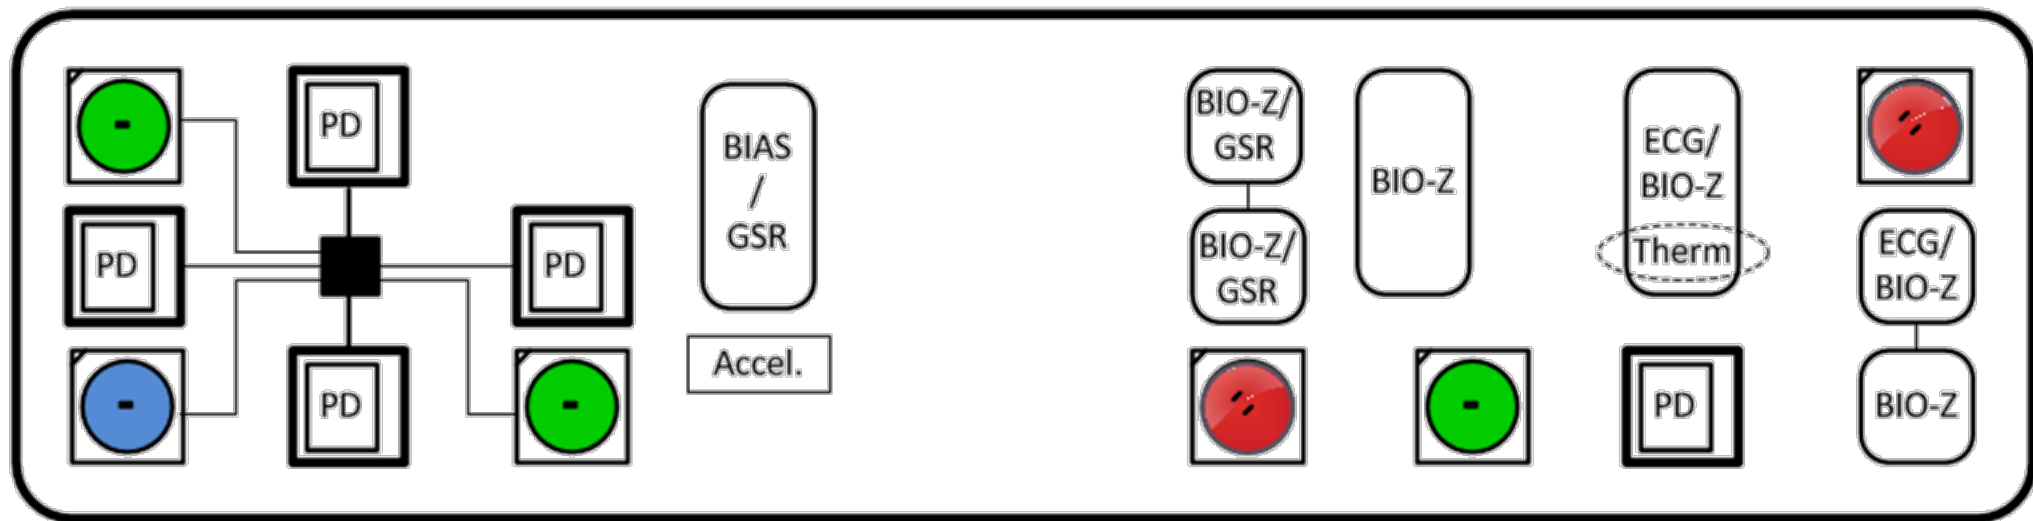 PD
PD
PD
PD
BIAS
/
GSR
Accel.
BIO-Z/
GSR
BIO-Z/
GSR
BIO-Z
ECG/
BIO-Z
Therm
PD
ECG/
BIO-Z
BIO-Z